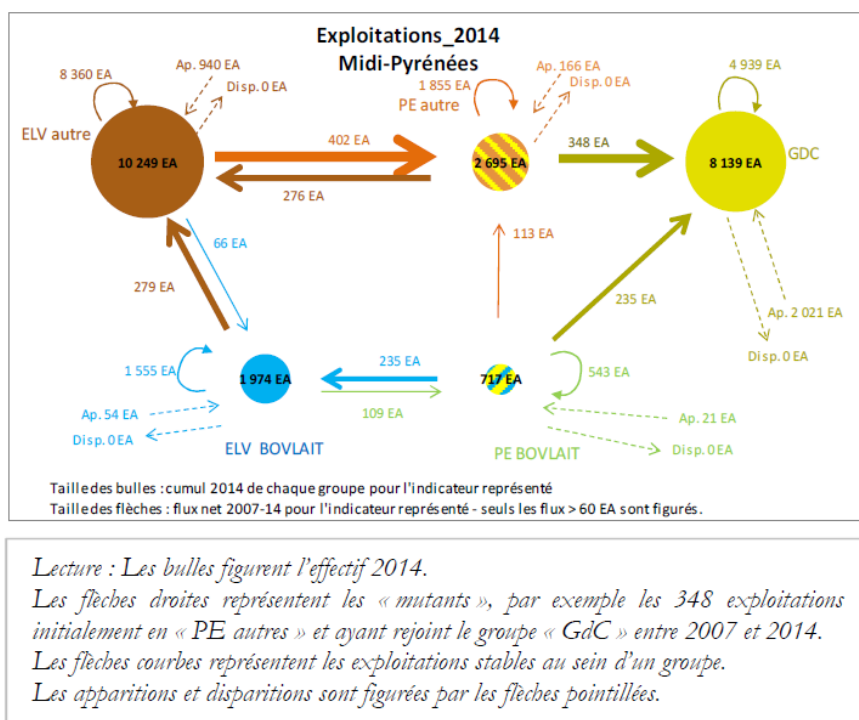 Exploitations_2014
Midi-Pyrénées
8 360 EA
Ap. 940 EA
Disp. 0 EA
1 855 EA
PE autre
Ap. 166 EA
Disp. 0 EA
4 939 EA
ELV autre
10 249 EA
402 EA
276 EA
2 695 EA
348 EA
8 139 EA
GDC
66 EA
279 EA
113 EA
235 EA
Ap. 2 021 EA
Disp. 0 EA
1 555 EA
1 974 EA
235 EA
109 EA
717 EA
543 EA
Ap. 54 EA
Disp. 0 EA
Ap. 21 EA
Disp. 0 EA
ELV BOVLAIT
PE BOVLAIT
Taille des bulles : cumul 2014 de chaque groupe pour l'indicateur représenté
Taille des flèches : flux net 2007-14 pour l'indicateur représenté - seuls les flux > 60 EA sont figurés.
Lecture : Les bulles figurent l'effectif 2014.
Les flèches droites représentent les « mutants », par exemple les 348 exploitations
initialement en « PE autres » et ayant rejoint le groupe « GdC » entre 2007 et 2014.
Les flèches courbes représentent les exploitations stables au sein d'un groupe.
Les apparitions et disparitions sont figurées par les flèches pointillées.